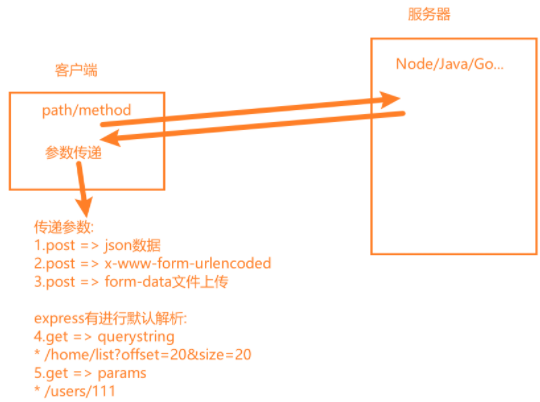 服务器
Node/Java/Go...
客户端
path/method
参数传递
传递参数:
1.post => json数据
2.post => x-www-form-urlencoded
3.post => form-data文件上传
express有进行默认解析:
4.get => querystring
* /home/list?offset=20&size=20
5.get => params
* /users/111